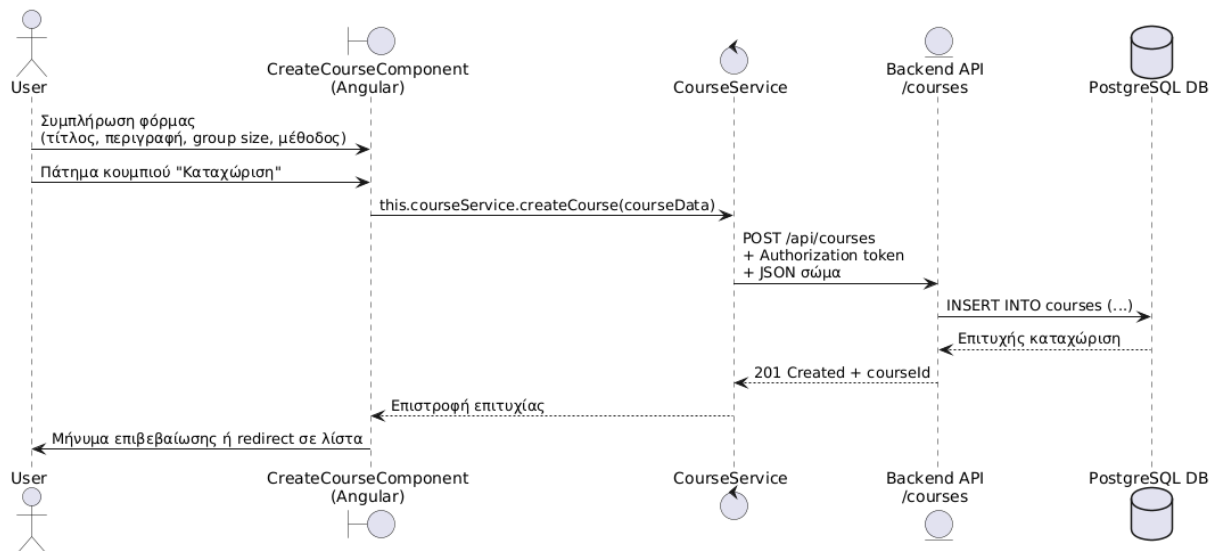 User
CreateCourseComponent
(Angular)
CourseService
Backend API
/courses
PostgreSQL DB
Συμπλήρωση φόρμας
(τίτλος, περιγραφή, group size, μέθοδος)
Πάτημα κουμπιού "Καταχώριση"
this.courseService.createCourse(courseData)
POST /api/courses
+ Authorization token
+ JSON σώμα
INSERT INTO courses (...)
Επιτυχής καταχώριση
201 Created + courseId
Επιστροφή επιτυχίας
Μήνυμα επιβεβαίωσης ή redirect σε λίστα
User
CreateCourseComponent
(Angular)
CourseService
Backend API
/courses
PostgreSQL DB